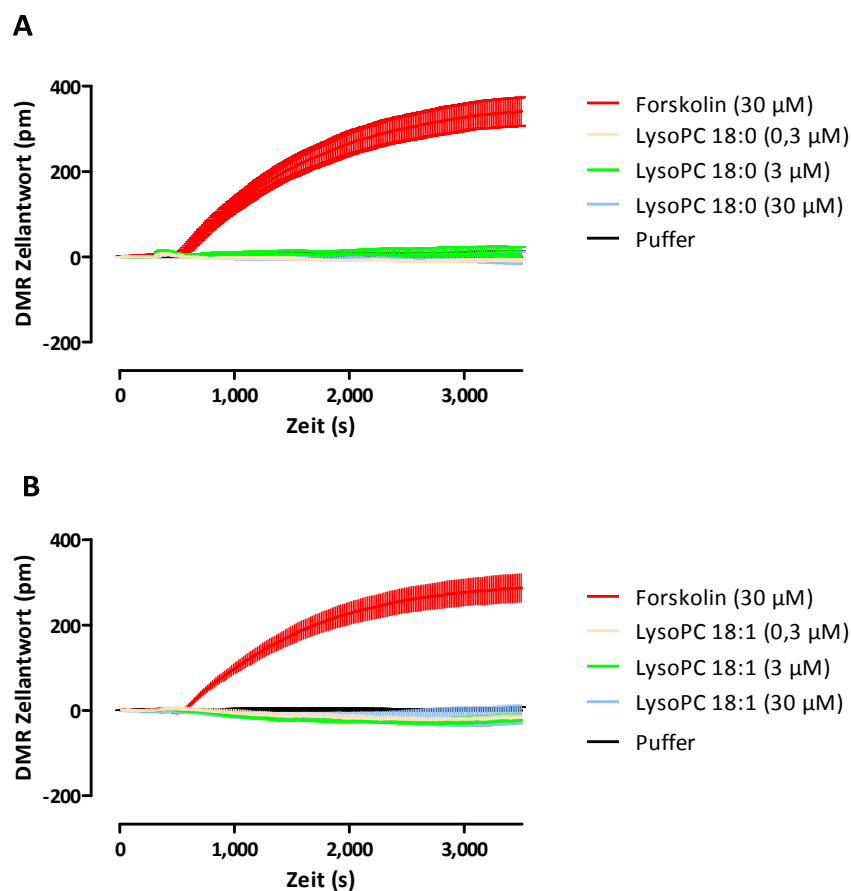 A
DMR Zellantwort (pm)
400
200
0
-200
0 1,000 2,000 3,000
Zeit (s)
Forskolin (30 µM)
LysoPC 18:0 (0,3 µM)
LysoPC 18:0 (3 µM)
LysoPC 18:0 (30 µM)
Puffer
B
DMR Zellantwort (pm)
400
200
0
-200
0 1,000 2,000 3,000
Zeit (s)
Forskolin (30 µM)
LysoPC 18:1 (0,3 µM)
LysoPC 18:1 (3 µM)
LysoPC 18:1 (30 µM)
Puffer